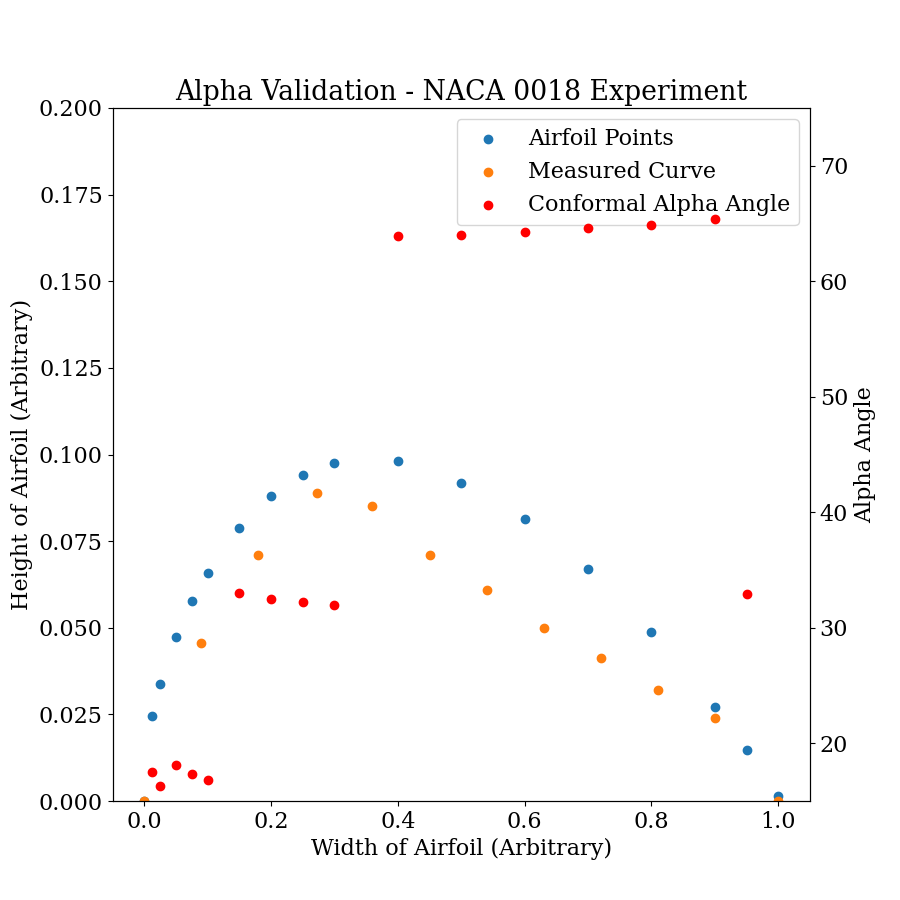 Alpha Validation - NACA 0018 Experiment
Airfoil Points
Measured Curve
Conformal Alpha Angle
0.200
0.175
0.150
0.125
0.100
0.075
0.050
0.025
0.000
Height of Airfoil (Arbitrary)
70
60
50
40
30
20
Alpha Angle
0.0 0.2 0.4 0.6 0.8 1.0
Width of Airfoil (Arbitrary)